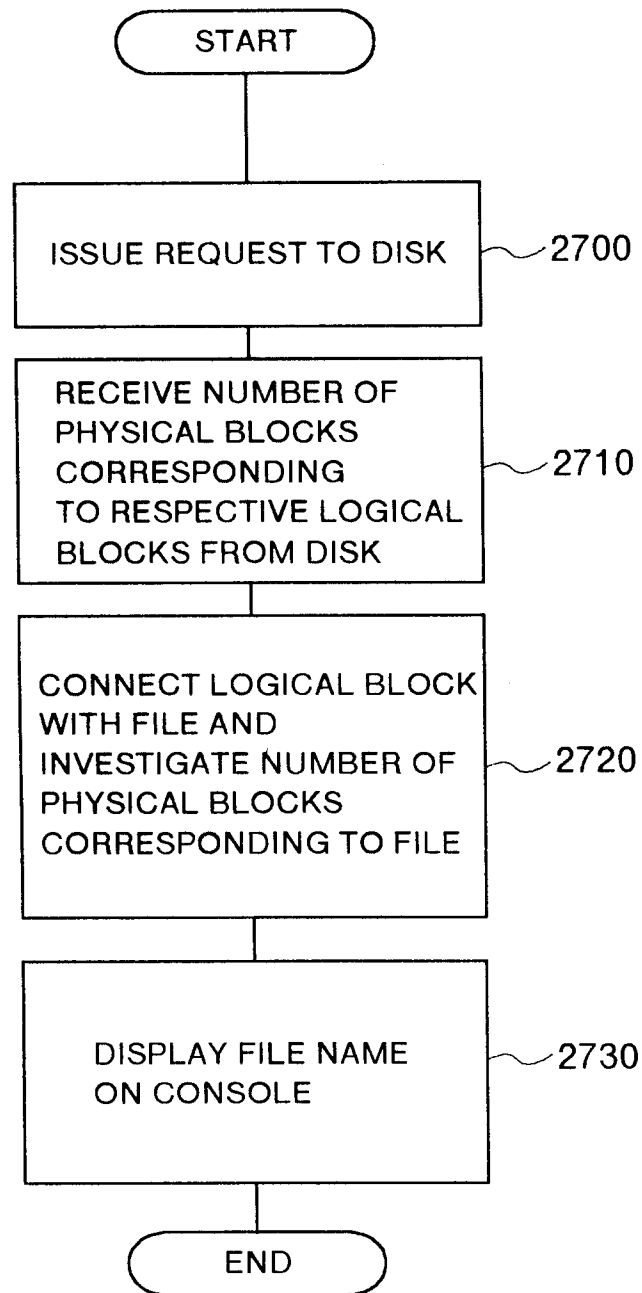 START
ISSUE REQUEST TO DISK
2700
RECEIVE NUMBER OF
PHYSICAL BLOCKS
CORRESPONDING
TO RESPECTIVE LOGICAL
BLOCKS FROM DISK
2710
CONNECT LOGICAL BLOCK
WITH FILE AND
INVESTIGATE NUMBER OF
PHYSICAL BLOCKS
CORRESPONDING TO FILE
2720
DISPLAY FILE NAME
ON CONSOLE
2730
END